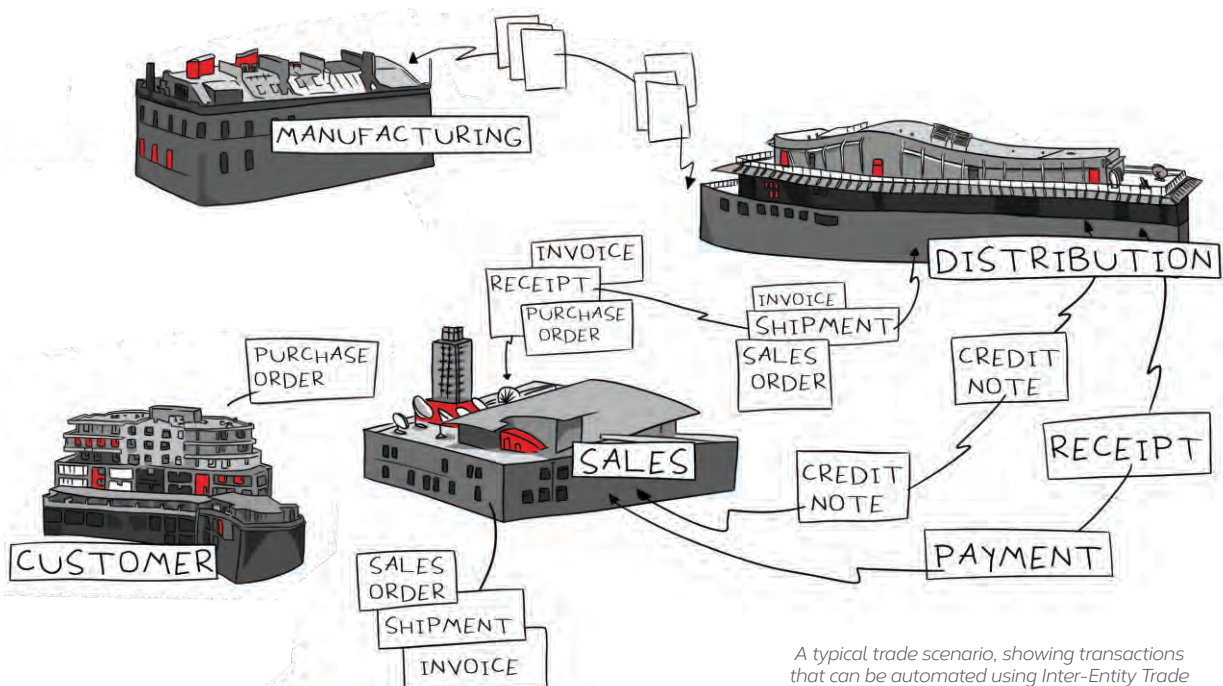 MANUFACTURING
DISTRIBUTION
INVOICE
RECEIPT
PURCHASE
ORDER
INVOICE
SHIPMENT
SALES
ORDER
CREDIT
NOTE
RECEIPT
PURCHASE
ORDER
SALES
CREDIT
NOTE
PAYMENT
CUSTOMER
SALES
ORDER
SHIPMENT
INVOICE
A typical trade scenario, showing transactions
that can be automated using Inter-Entity Trade